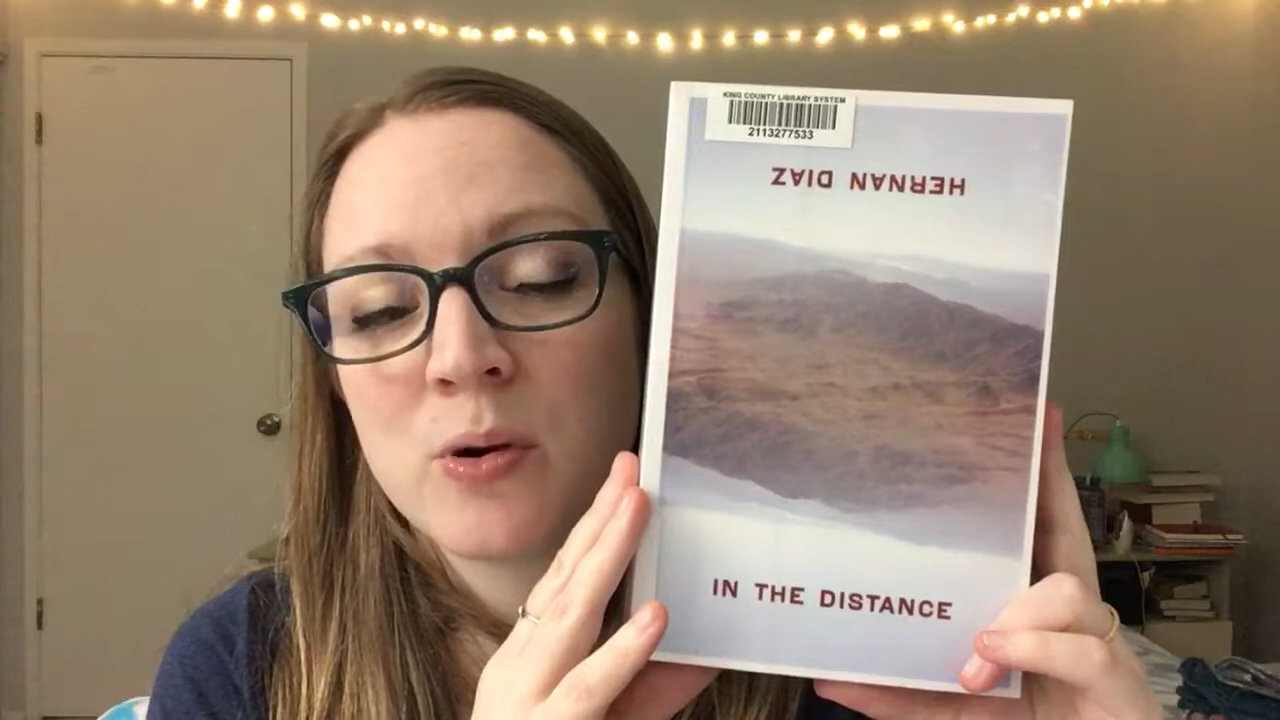 KING COUNTY LIBRARY SYSTEM
2113277533
HERNAN DIAZ
IN THE DISTANCE